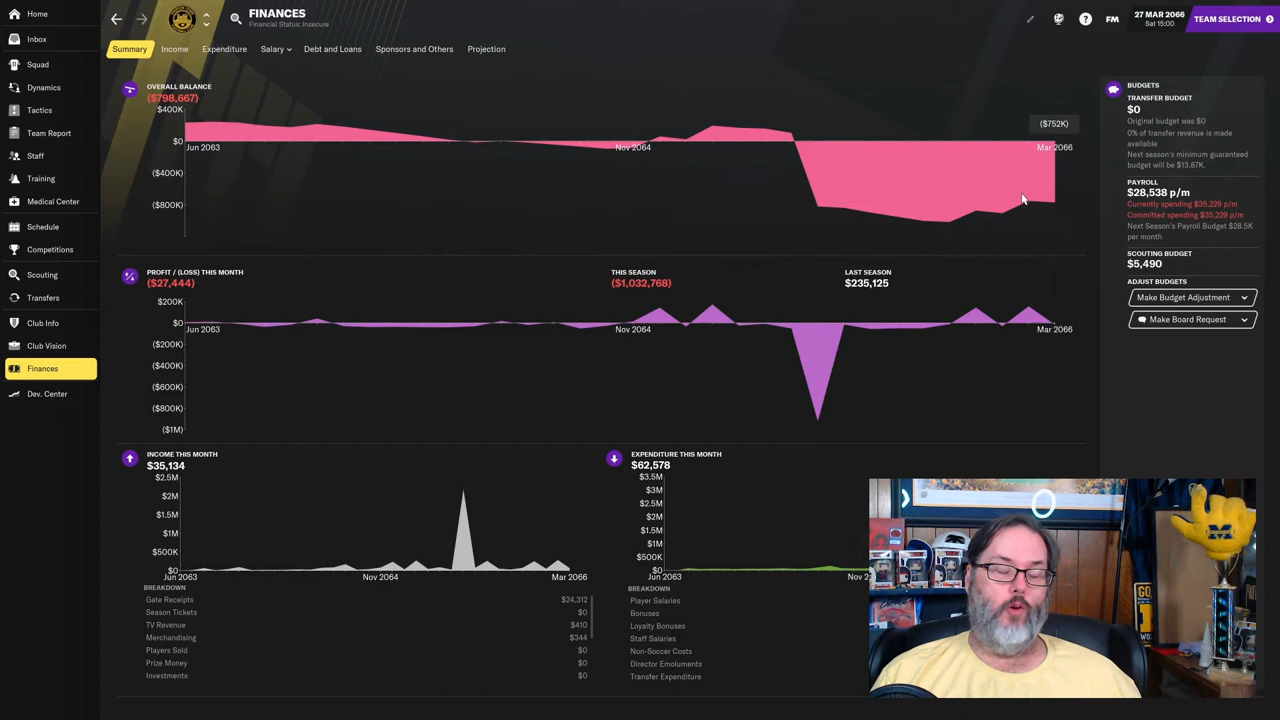 Home
Inbox
Squad
Dynamics
Tactics
Team Report
Staff
Training
Medical Center
Schedule
Competitions
Scouting
Transfers
Club Info
Club Vision
Finances
Dev. Center
FINANCES
Financial Status: Insecure
FM
27 MAR 2066
Sat 15:00
TEAM SELECTION
Summary Income Expenditure Salary Debt and Loans Sponsors and Others Projection
OVERALL BALANCE
($798,667)
$400K
$0
($400K)
($800K)
Jun 2063
Nov 2064
Mar 2066
($752K)
PROFIT / (LOSS) THIS MONTH
($27,444)
THIS SEASON
($1,032,768)
LAST SEASON
$235,125
$200K
$0
($200K)
($400K)
($600K)
($800K)
($1M)
Jun 2063
Nov 2064
Mar 2066
INCOME THIS MONTH
$35,134
$2.5M
$2M
$1.5M
$1M
$500K
$0
Jun 2063
Nov 2064
Mar 2066
BREAKDOWN
Gate Receipts $24,312
Season Tickets $0
TV Revenue $410
Merchandising $344
Players Sold $0
Prize Money $0
Investments $0
EXPENDITURE THIS MONTH
$62,578
$3.5M
$3M
$2.5M
$2M
$1.5M
$1M
$500K
$0
Jun 2063
Nov 2
BREAKDOWN
Player Salaries
Bonuses
Loyalty Bonuses
Staff Salaries
Non-Soccer Costs
Director Emoluments
Transfer Expenditure
BUDGETS
TRANSFER BUDGET
$0
Original budget was $0
0% of transfer revenue is made
available
Next season's minimum guaranteed
budget will be $13.87K.
PAYROLL
$28,538 p/m
Currently spending $35,229 p/m
Committed spending $35,229 p/m
Next Season's Payroll Budget $28.5K
per month
SCOUTING BUDGET
$5,490
ADJUST BUDGETS
Make Budget Adjustment
Make Board Request
M